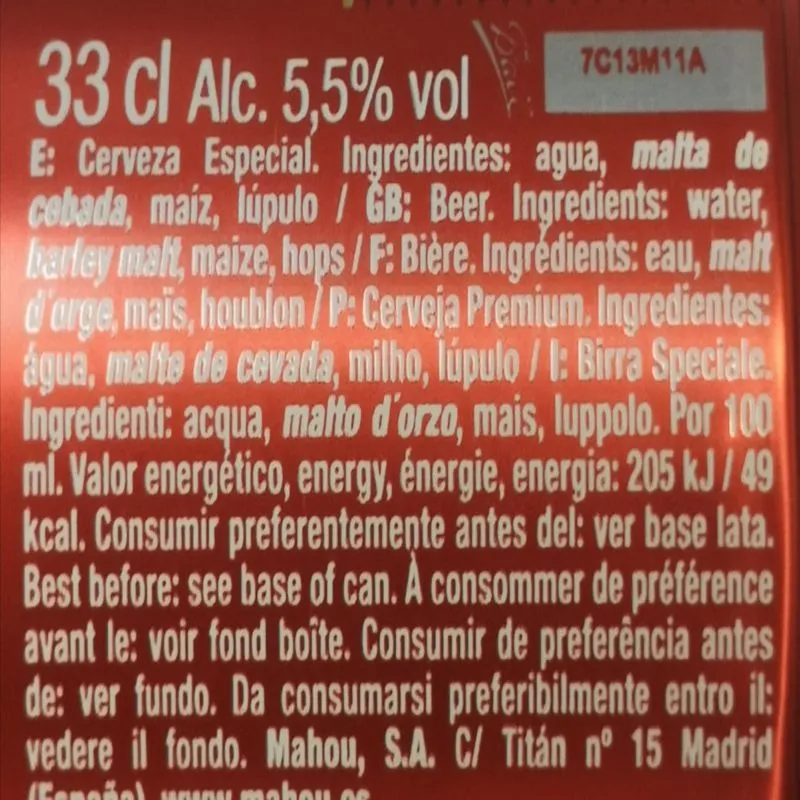 33 cl Alc. 5,5% vol
7C13M11A
E: Cerveza Especial. Ingredientes: agua, malta de
cebada, maíz, lúpulo / GB: Beer. Ingredients: water,
barley malt, maize, hops / F: Bière. Ingrédients: eau, malt
d'orge, maïs, houblon / P: Cerveja Premium. Ingredientes:
água, malte de cevada, milho, lúpulo / I: Birra Speciale.
Ingredienti: acqua, malto d'orzo, mais, luppolo. Por 100
ml. Valor energético, energy, énergie, energia: 205 kJ / 49
kcal. Consumir preferentemente antes del: ver base lata.
Best before: see base of can. À consommer de préférence
avant le: voir fond boîte. Consumir de preferência antes
de: ver fundo. Da consumarsi preferibilmente entro il:
vedere il fondo. Mahou, S.A. C/ Titán nº 15 Madrid
(España). www.mahou.es